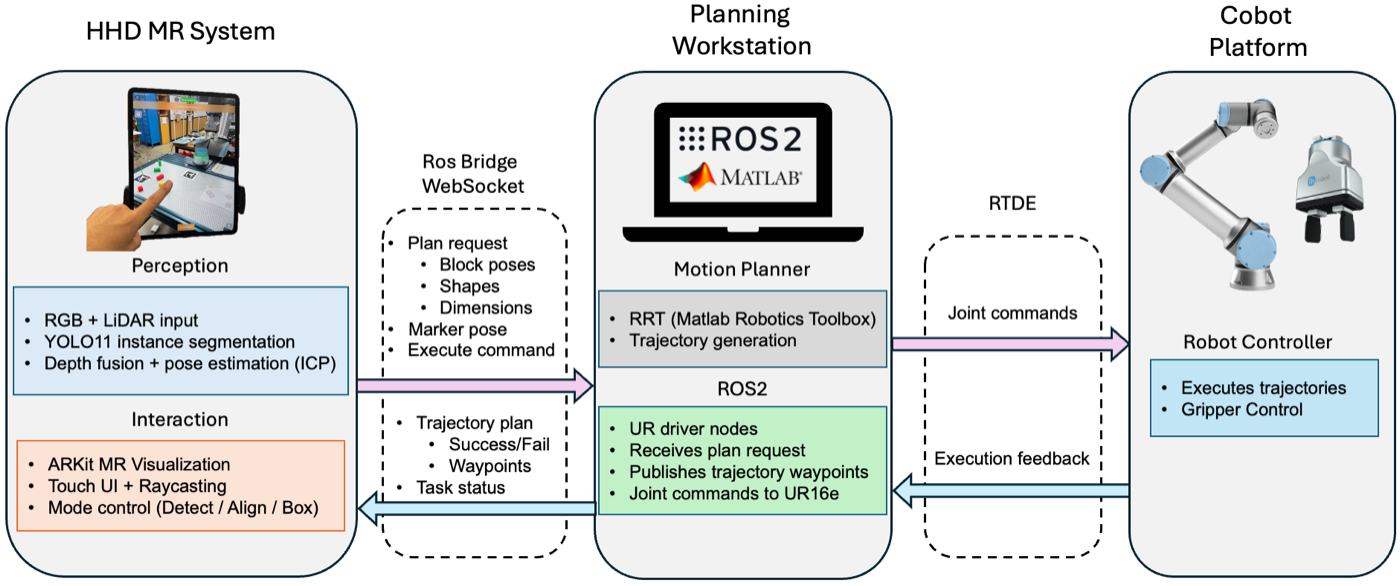 HHD MR System
Perception
• RGB + LiDAR input
• YOLO11 instance segmentation
• Depth fusion + pose estimation (ICP)
Interaction
• ARKit MR Visualization
• Touch UI + Raycasting
• Mode control (Detect / Align / Box)
Ros Bridge
WebSocket
• Plan request
• Block poses
• Shapes
• Dimensions
• Marker pose
• Execute command
• Trajectory plan
• Success/Fail
• Waypoints
• Task status
Planning
Workstation
ROS2
MATLAB®
Motion Planner
• RRT (Matlab Robotics Toolbox)
• Trajectory generation
ROS2
• UR driver nodes
• Receives plan request
• Publishes trajectory waypoints
• Joint commands to UR16e
RTDE
Joint commands
Execution feedback
Cobot
Platform
Robot Controller
• Executes trajectories
• Gripper Control